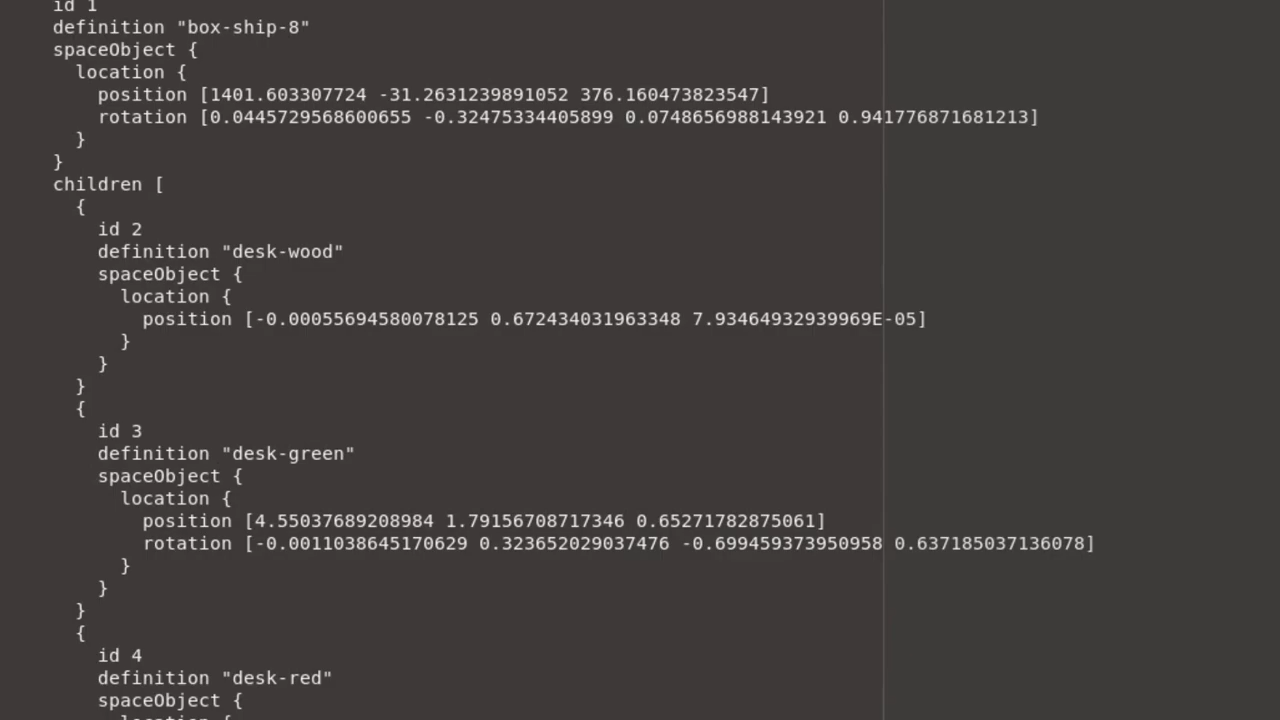 id 1
definition "box-ship-8"
spaceObject {
location {
position [1401.603307724 -31.2631239891052 376.160473823547]
rotation [0.0445729568600655 -0.32475334405899 0.0748656988143921 0.941776871681213]
}
}
children [
{
id 2
definition "desk-wood"
spaceObject {
location {
position [-0.00055694580078125 0.672434031963348 7.93464932939969E-05]
}
}
}
{
id 3
definition "desk-green"
spaceObject {
location {
position [4.55037689208984 1.79156708717346 0.65271782875061]
rotation [-0.0011038645170629 0.323652029037476 -0.699459373950958 0.637185037136078]
}
}
}
{
id 4
definition "desk-red"
spaceObject {
location {